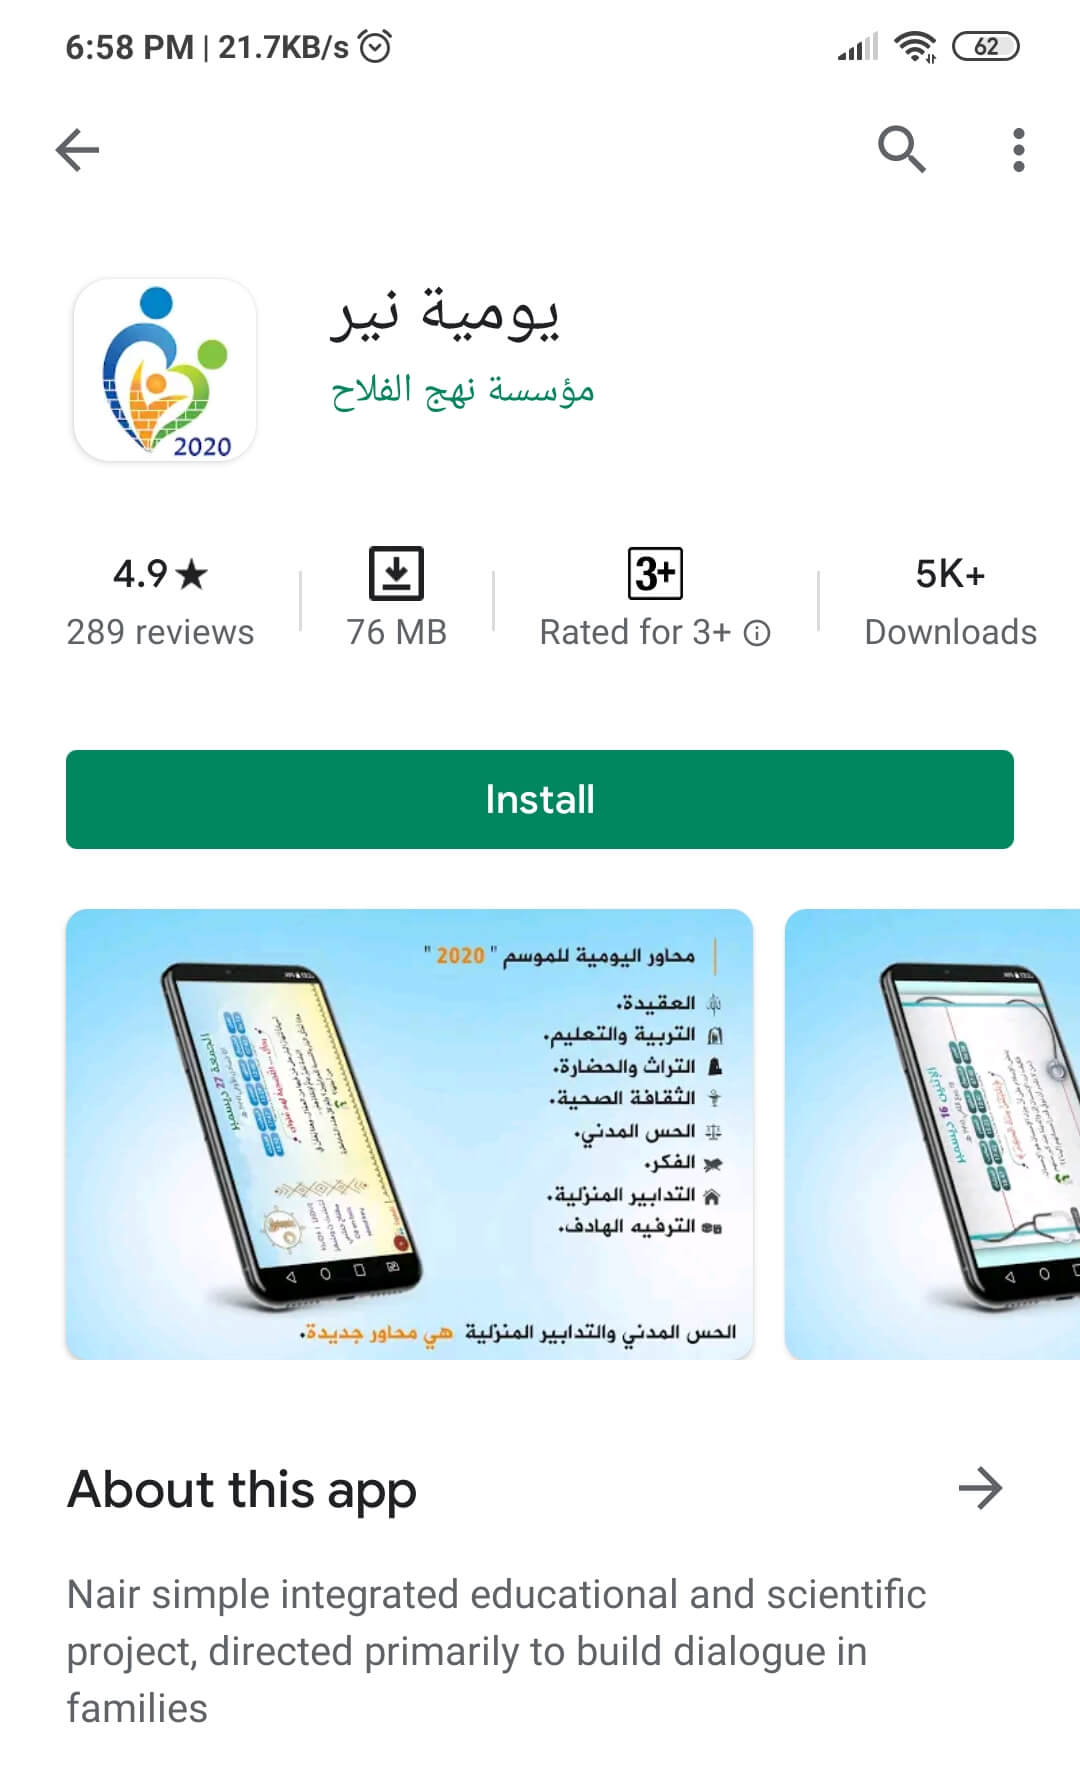 6:58 PM | 21.7KB/s
62
2020
يومية نير
مؤسسة نهج الفلاح
4.9★
289 reviews
76 MB
3+
Rated for 3+
5K+
Downloads
Install
محاور اليومية للموسم " 2020 "
العقيدة.
التربية والتعليم.
التراث والحضارة.
الثقافة الصحية.
الحس المدني.
الفكر.
التدابير المنزلية.
الترفيه الهادف.
الحس المدني والتدابير المنزلية هي محاور جديدة.
الجمعة 27 ديسمبر
الاثنين 16 ديسمبر
About this app
Nair simple integrated educational and scientific
project, directed primarily to build dialogue in
families